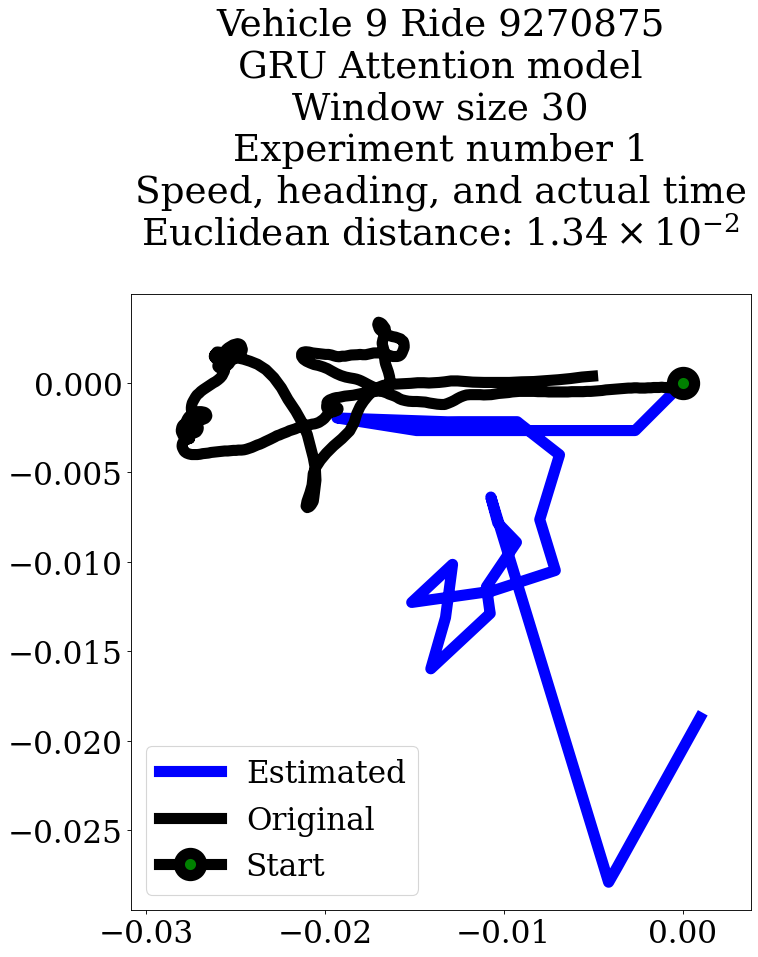 Vehicle 9 Ride 9270875
GRU Attention model
Window size 30
Experiment number 1
Speed, heading, and actual time
Euclidean distance: 1.34 × 10⁻²
0.000
−0.005
−0.010
−0.015
−0.020
−0.025
Estimated
Original
Start
−0.03 −0.02 −0.01 0.00